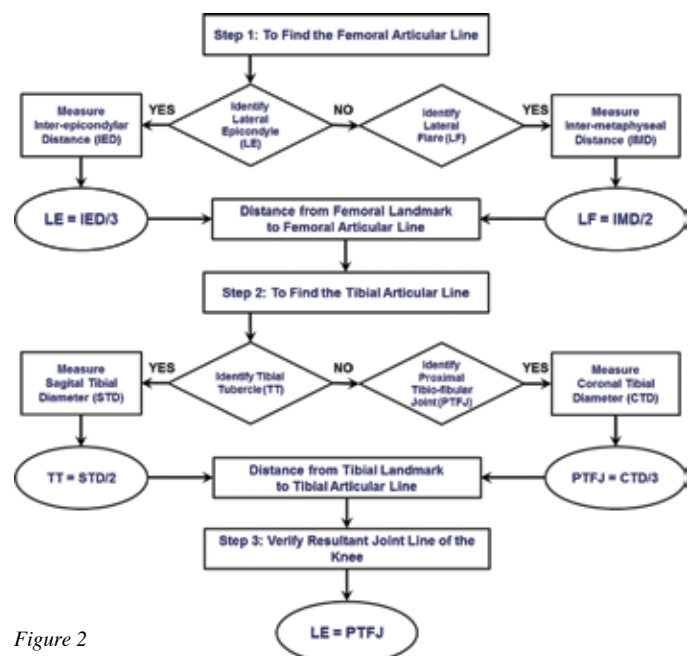 Step 1: To Find the Femoral Articular Line
Measure
Inter-epicondylar
Distance (IED)
YES
Identify
Lateral
Epicondyle
(LE)
NO
Identify
Lateral
Flare (LF)
YES
Measure
Inter-metaphyseal
Distance (IMD)
LE = IED/3
Distance from Femoral Landmark
to Femoral Articular Line
LF = IMD/2
Step 2: To Find the Tibial Articular Line
Measure
Sagital Tibial
Diameter (STD)
YES
Identify Tibial
Tubercle(TT)
NO
Identify
Proximal
Tibio-fibular
Joint(PTFJ)
YES
Measure
Coronal Tibial
Diameter (CTD)
TT = STD/2
Distance from Tibial Landmark
to Tibial Articular Line
PTFJ = CTD/3
Step 3: Verify Resultant Joint Line of the
Knee
LE = PTFJ
Figure 2